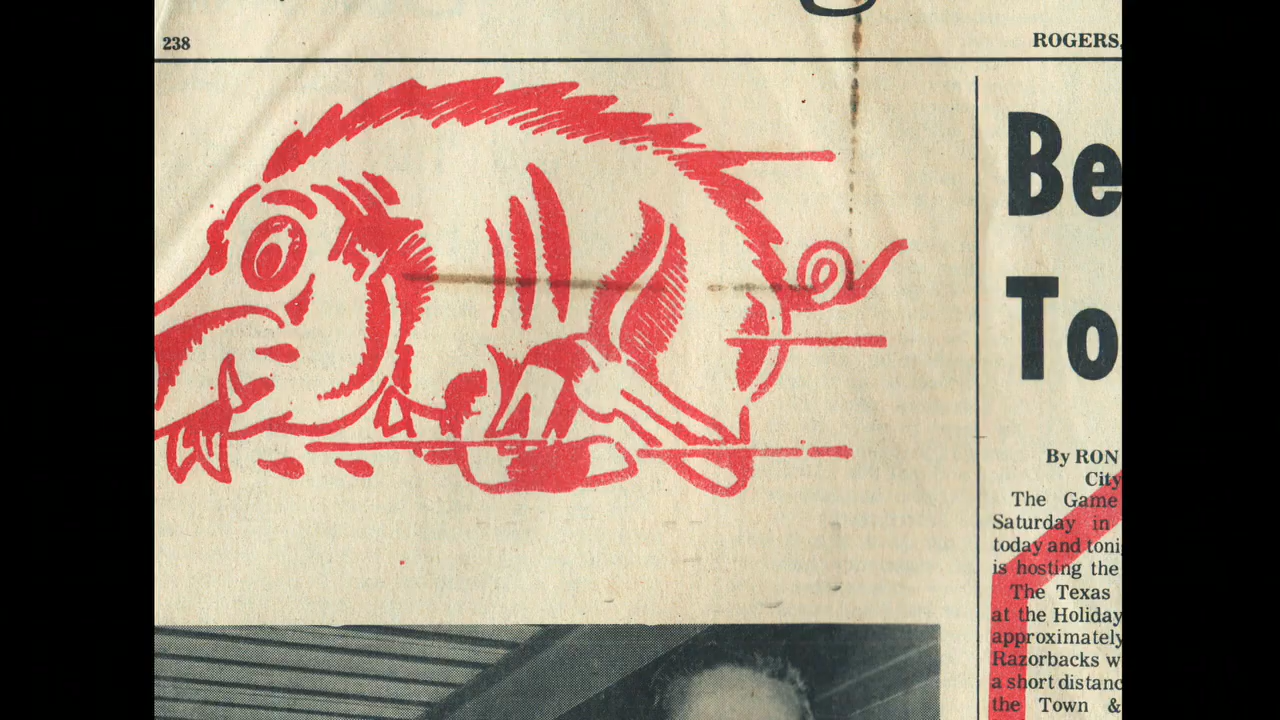 238
ROGERS,
Be
To
By RON
City
The Game
Saturday in
today and toni
is hosting the
The Texas
at the Holiday
approximately
Razorbacks w
a short distanc
the Town &